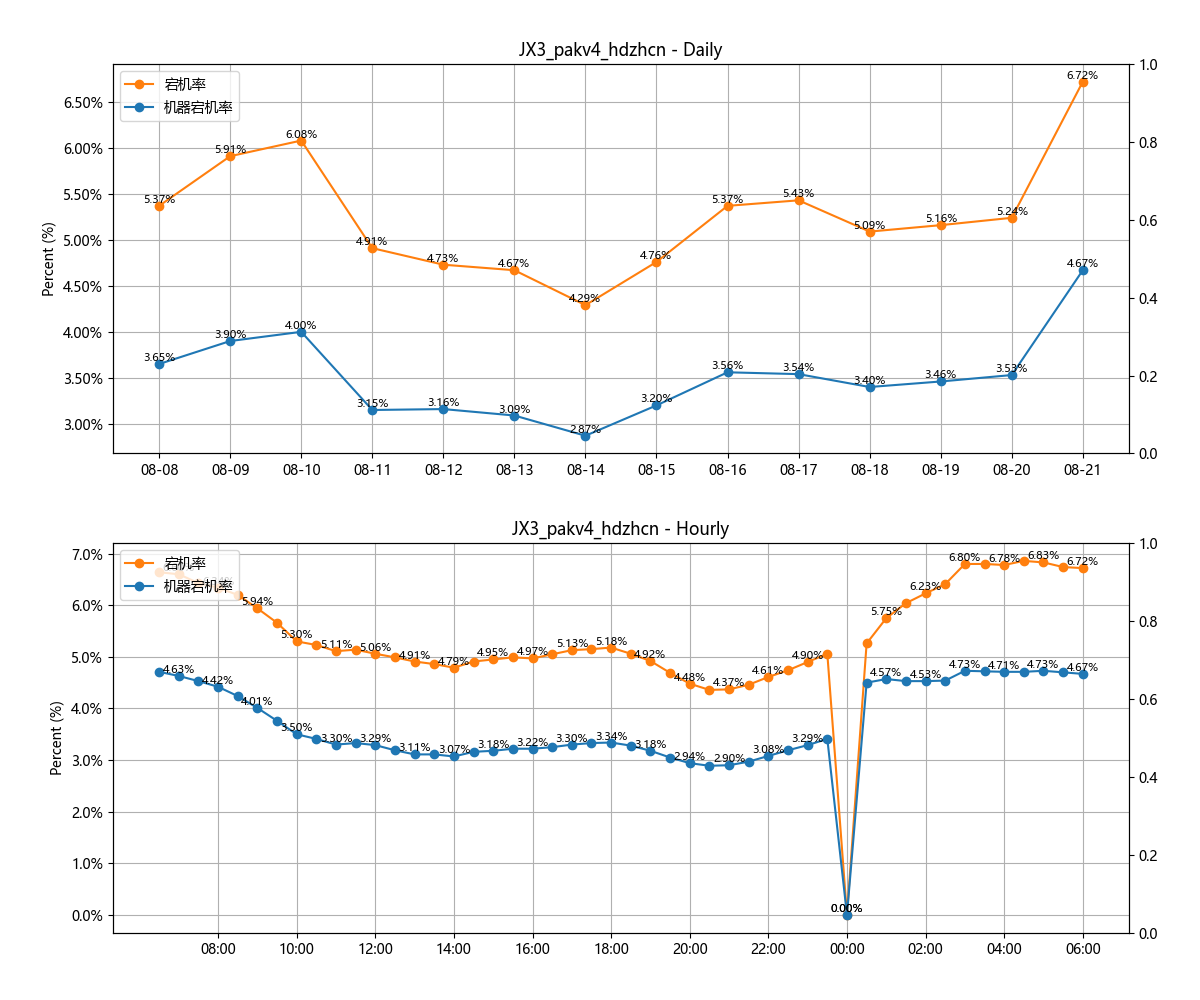 JX3_pakv4_hdzhcn - Daily
宕机率
机器宕机率
Percent (%)
6.50%
6.00%
5.50%
5.00%
4.50%
4.00%
3.50%
3.00%
1.0
0.8
0.6
0.4
0.2
0.0
5.37% 5.91% 6.08% 4.91% 4.73% 4.67% 4.29% 4.76% 5.37% 5.43% 5.09% 5.16% 5.24% 6.72%
3.65% 3.90% 4.00% 3.15% 3.16% 3.09% 2.87% 3.20% 3.56% 3.54% 3.40% 3.46% 3.53% 4.67%
08-08 08-09 08-10 08-11 08-12 08-13 08-14 08-15 08-16 08-17 08-18 08-19 08-20 08-21
JX3_pakv4_hdzhcn - Hourly
宕机率
机器宕机率
Percent (%)
7.0%
6.0%
5.0%
4.0%
3.0%
2.0%
1.0%
0.0%
1.0
0.8
0.6
0.4
0.2
0.0
5.94% 5.30% 5.11% 5.06% 4.91% 4.79% 4.95% 4.97% 5.13% 5.18% 4.92% 4.48% 4.37% 4.61% 4.90% 0.00% 5.75% 6.23% 6.80% 6.78% 6.83% 6.72%
4.63% 4.42% 4.01% 3.50% 3.30% 3.29% 3.11% 3.07% 3.18% 3.22% 3.30% 3.34% 3.18% 2.94% 2.90% 3.08% 3.29% 0.00% 4.57% 4.53% 4.73% 4.71% 4.73% 4.67%
08:00 10:00 12:00 14:00 16:00 18:00 20:00 22:00 00:00 02:00 04:00 06:00